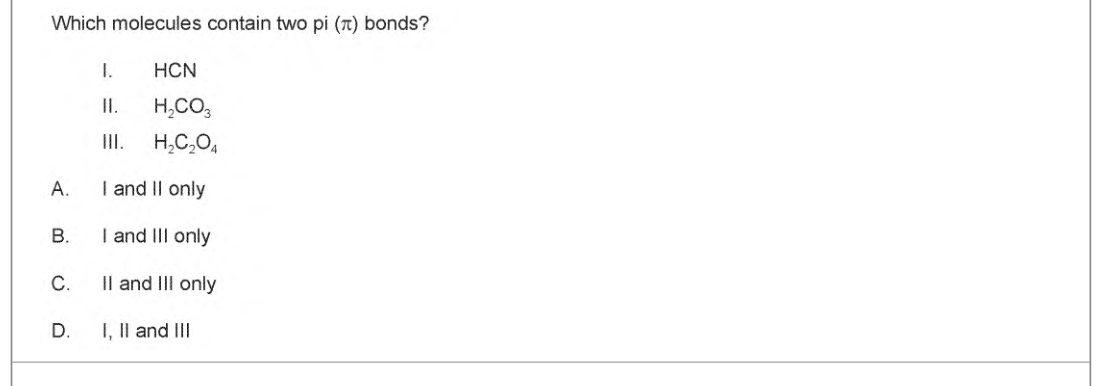 Which molecules contain two pi (π) bonds?
I. HCN
II. H₂CO₃
III. H₂C₂O₄
A. I and II only
B. I and III only
C. II and III only
D. I, II and III